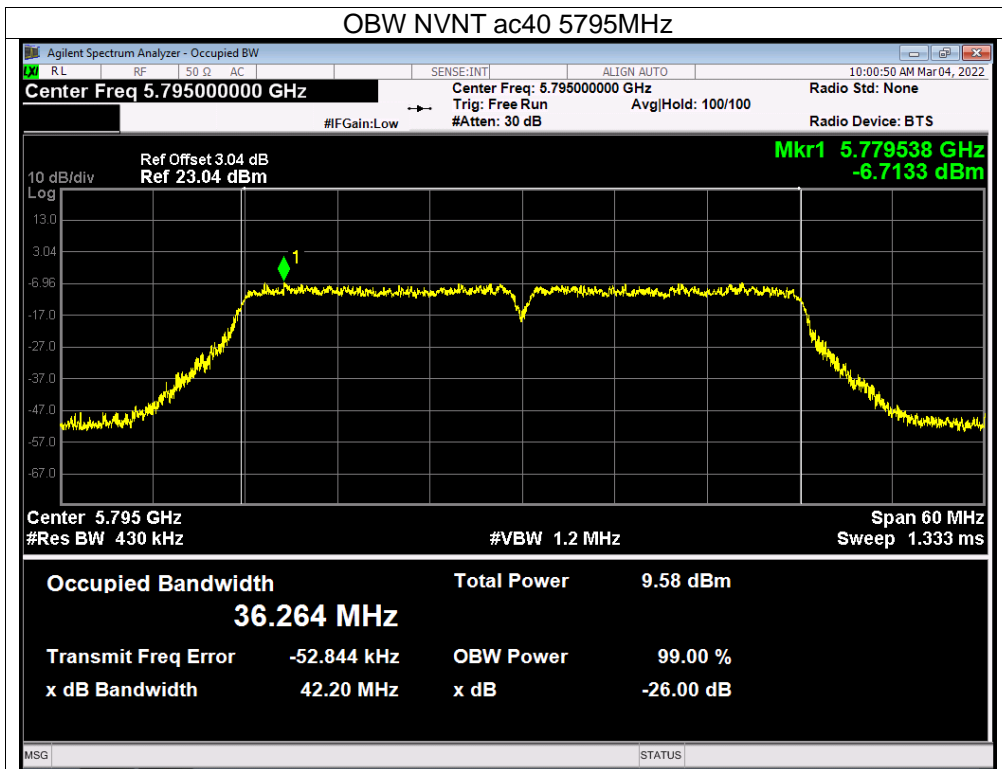 OBW NVNT ac40 5795MHz
Agilent Spectrum Analyzer - Occupied BW
LXI RL RF 50 Ω AC SENSE:INT ALIGN AUTO 10:00:50 AM Mar 04, 2022
Center Freq 5.795000000 GHz Center Freq: 5.795000000 GHz Radio Std: None
Trig: Free Run Avg|Hold: 100/100
#IFGain:Low #Atten: 30 dB Radio Device: BTS
Mkr1 5.779538 GHz
-6.7133 dBm
Ref Offset 3.04 dB
10 dB/div Ref 23.04 dBm
Log
13.0
3.04
1
-6.96
-17.0
-27.0
-37.0
-47.0
-57.0
-67.0
Center 5.795 GHz Span 60 MHz
#Res BW 430 kHz #VBW 1.2 MHz Sweep 1.333 ms
Occupied Bandwidth Total Power 9.58 dBm
36.264 MHz
Transmit Freq Error -52.844 kHz OBW Power 99.00 %
x dB Bandwidth 42.20 MHz x dB -26.00 dB
MSG STATUS